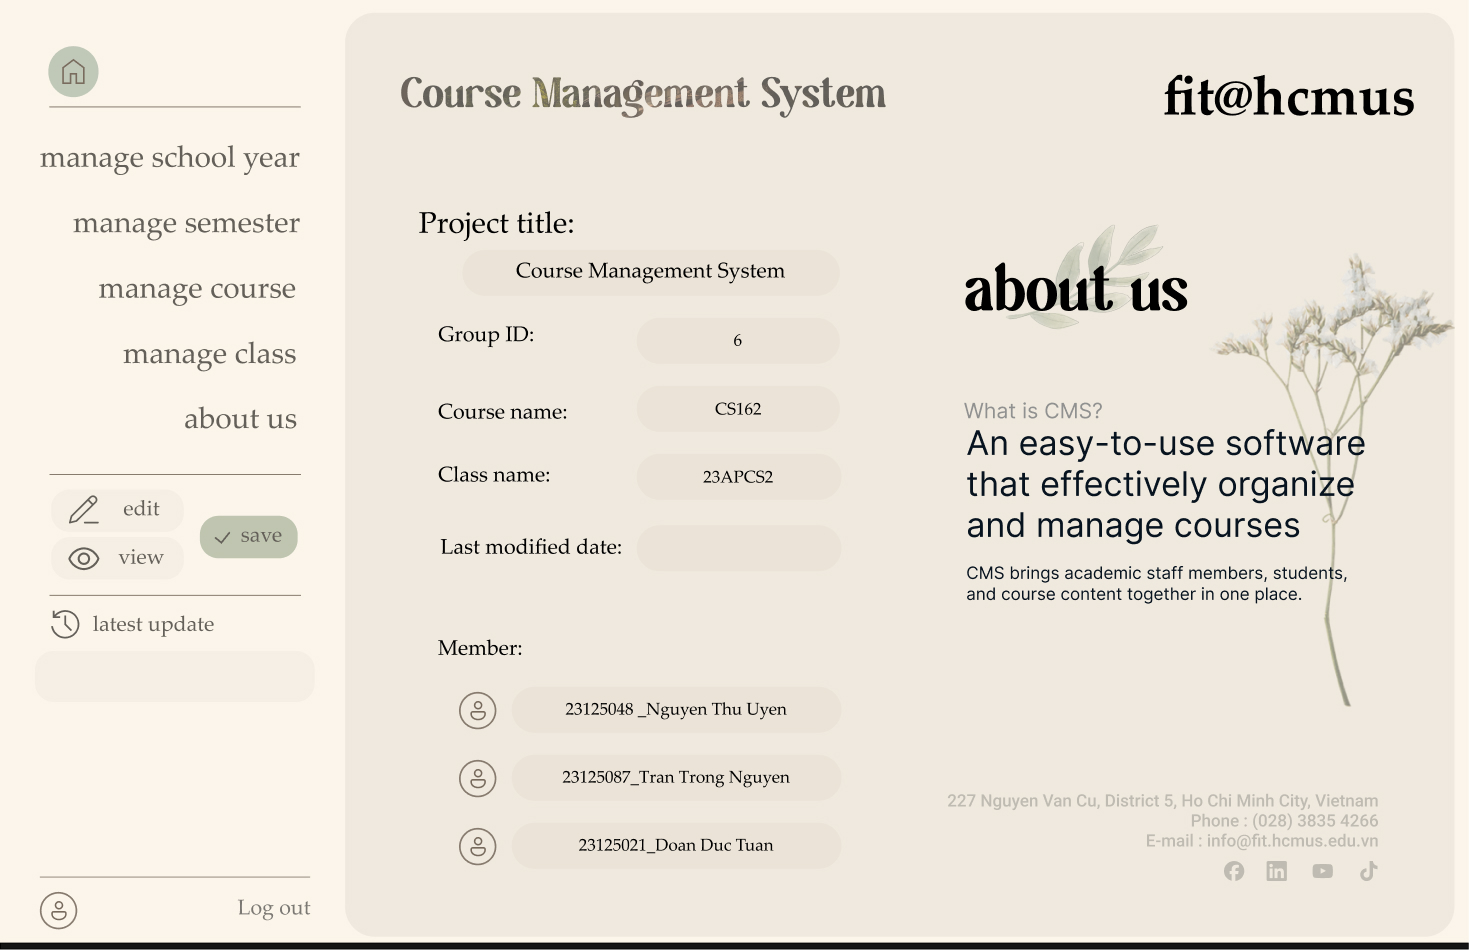 manage school year
manage semester
manage course
manage class
about us
edit
view
save
latest update
Log out
Course Management System
fit@hcmus
Project title:
Course Management System
Group ID:
6
Course name:
CS162
Class name:
23APCS2
Last modified date:
Member:
23125048 _Nguyen Thu Uyen
23125087_Tran Trong Nguyen
23125021_Doan Duc Tuan
about us
What is CMS?
An easy-to-use software
that effectively organize
and manage courses
CMS brings academic staff members, students,
and course content together in one place.
227 Nguyen Van Cu, District 5, Ho Chi Minh City, Vietnam
Phone : (028) 3835 4266
E-mail : info@fit.hcmus.edu.vn